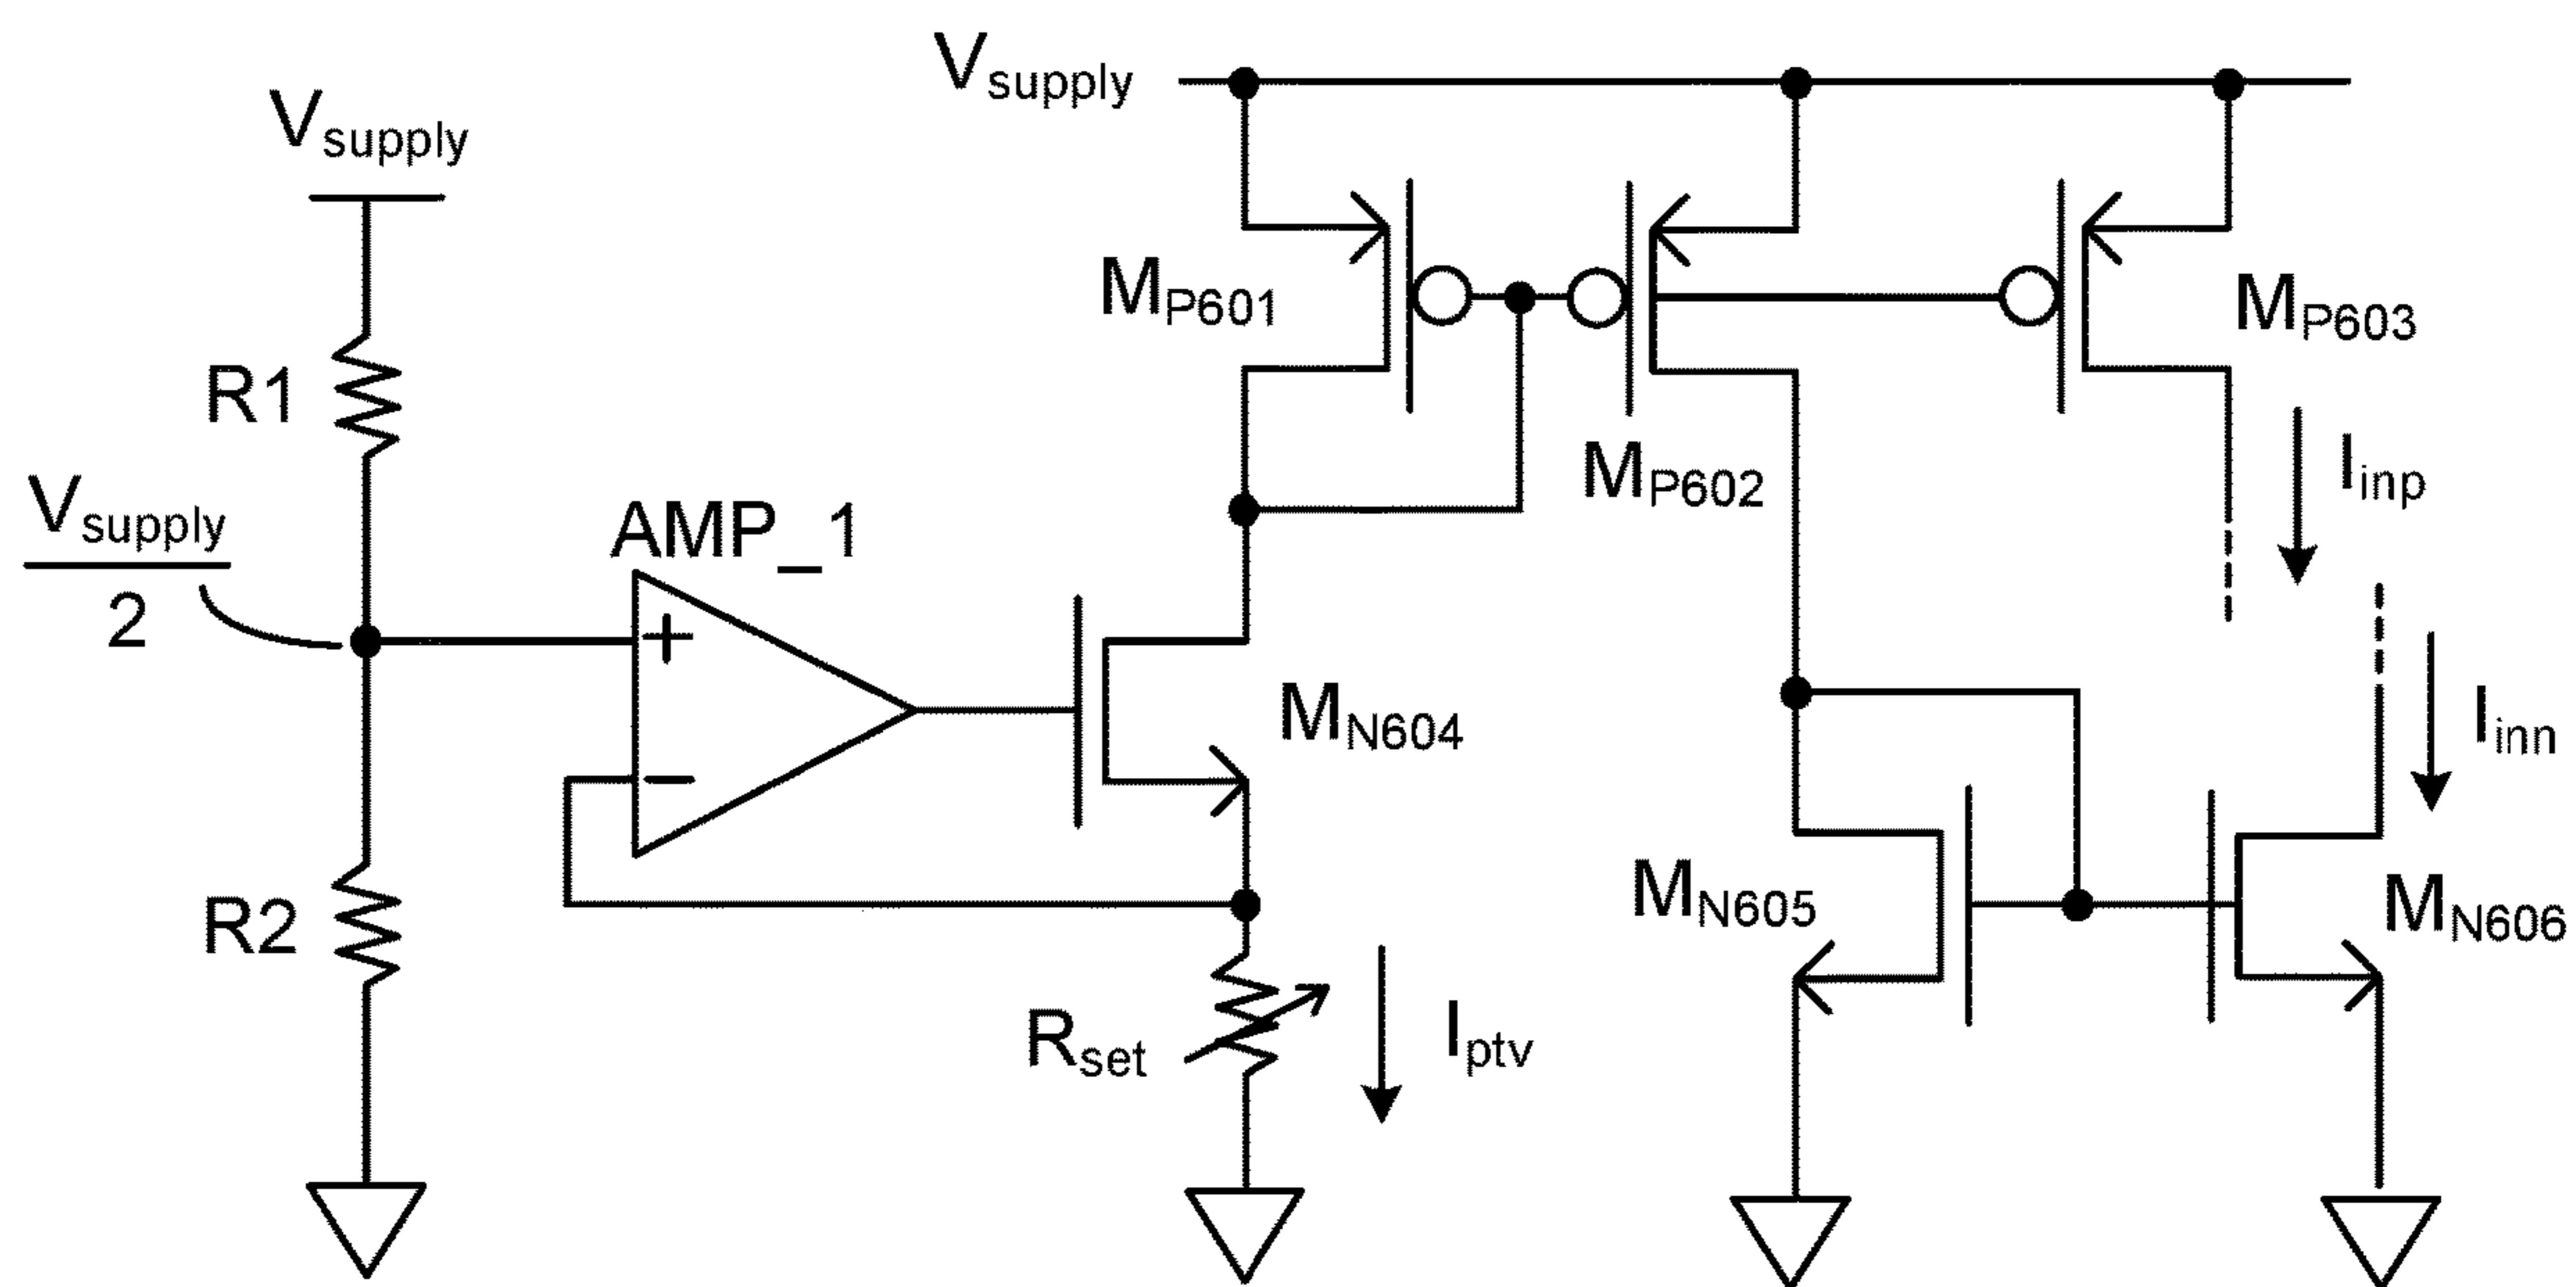 Vsupply
Vsupply
R1
Vsupply
2
AMP_1
+
−
R2
MP601
MP602
MP603
Iinp
MN604
Iinn
MN605
MN606
Rset
Iptv